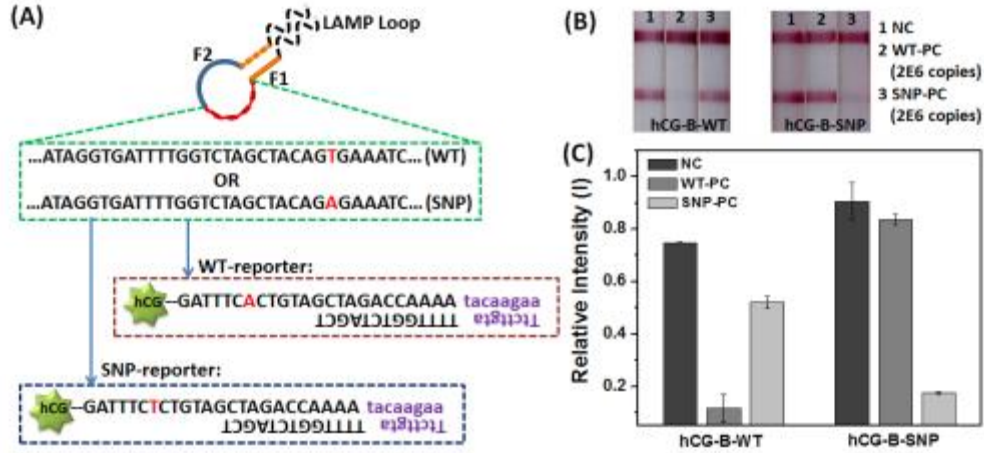 (A)
LAMP Loop
F2
F1
...ATAGGTGATTTTGGTCTAGCTACAGTGAAATC... (WT)
OR
...ATAGGTGATTTTGGTCTAGCTACAGAGAAATC... (SNP)
WT-reporter:
hCG
GATTTCACTGTAGCTAGACCAAAA tacaagaa
Ttcttgta TTTTGGTCTAGCT
SNP-reporter:
hCG
GATTTCTCTGTAGCTAGACCAAAA tacaagaa
Ttcttgta TTTTGGTCTAGCT
(B)
1 2 3
hCG-B-WT
1 2 3
hCG-B-SNP
1 NC
2 WT-PC
(2E6 copies)
3 SNP-PC
(2E6 copies)
(C)
NC
WT-PC
SNP-PC
Relative Intensity (I)
1.0
0.8
0.6
0.4
0.2
hCG-B-WT
hCG-B-SNP